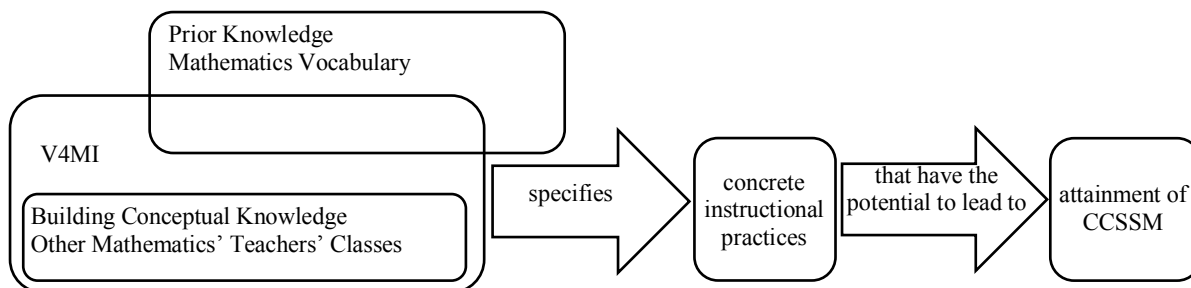 Prior Knowledge
Mathematics Vocabulary
V4MI
Building Conceptual Knowledge
Other Mathematics’ Teachers’ Classes
specifies
concrete
instructional
practices
that have the
potential to lead to
attainment of
CCSSM